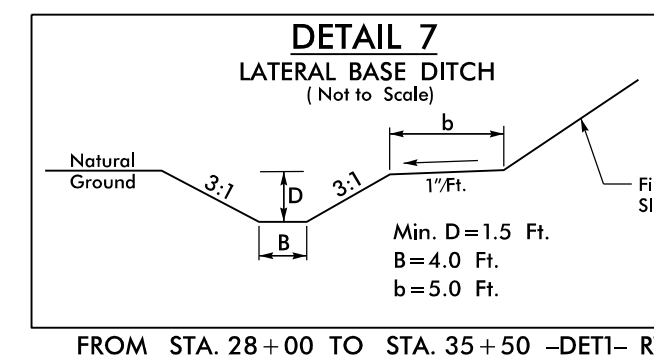 DETAIL 7
LATERAL BASE DITCH
( Not to Scale)
b
Natural
Ground
3:1
D
3:1
1"/Ft.
B
Min. D=1.5 Ft.
B=4.0 Ft.
b=5.0 Ft.
FROM STA. 28+00 TO STA. 35+50 -DET1-